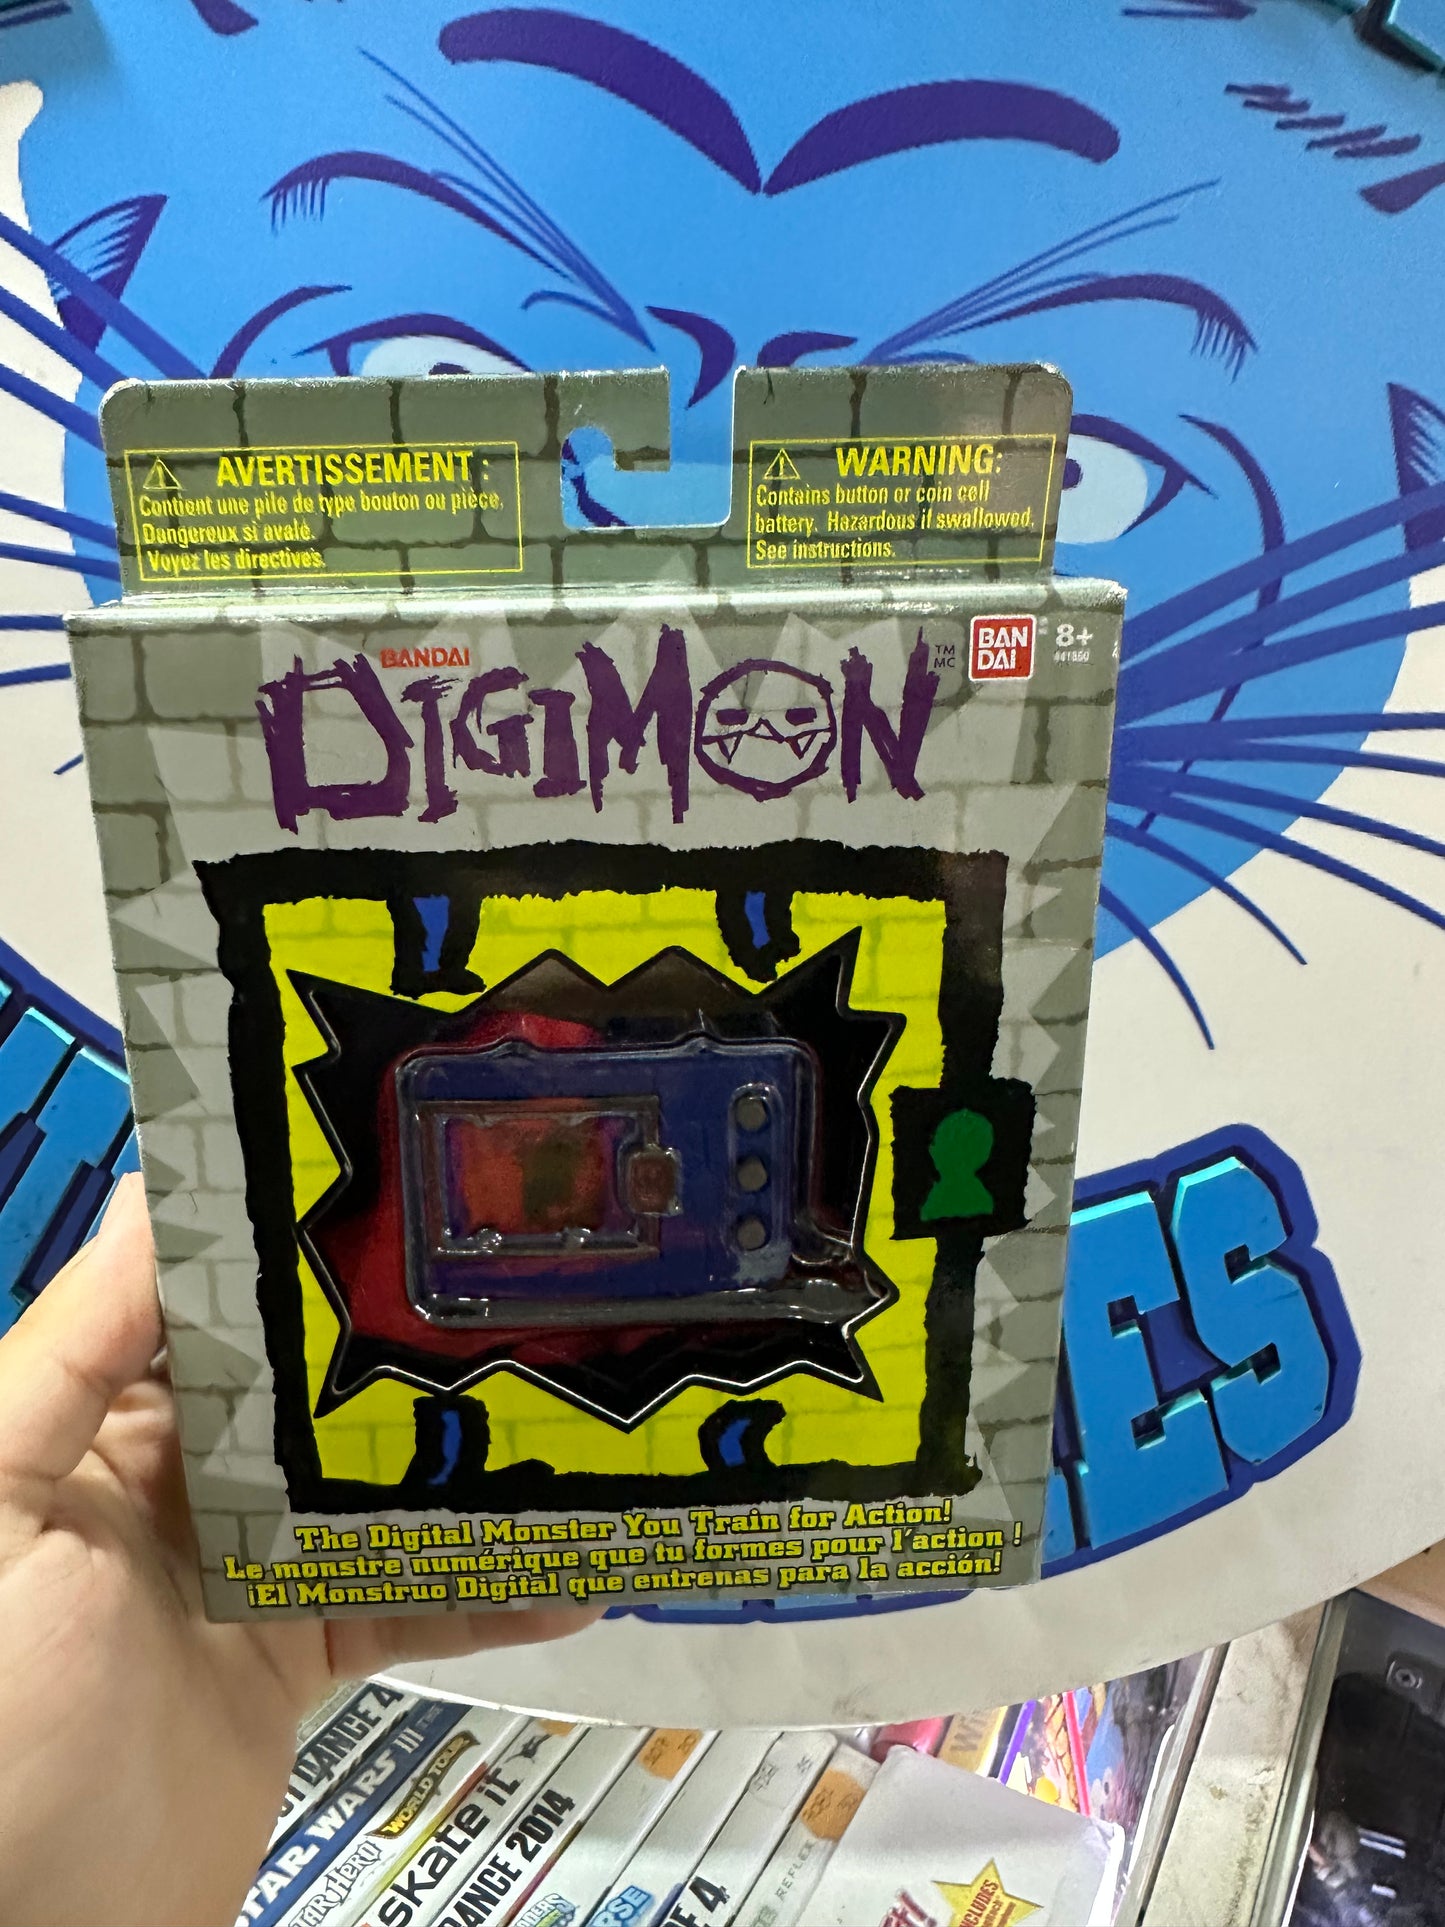 AVERTISSEMENT :
Contient une pile de type bouton ou pièce.
Dangereux si avalé.
Voyez les directives.
WARNING:
Contains button or coin cell
battery. Hazardous if swallowed.
See instructions.
BANDAI
DIGIMON
TM
MC
BAN
DAI
8+
The Digital Monster You Train for Action!
Le monstre numérique que tu formes pour l'action !
¡El Monstruo Digital que entrenas para la acción!
ES
DANCE 4
STAR WARS III
WORLD TOUR
skate it
DANCE 2014
REFLEX
INCLUDES